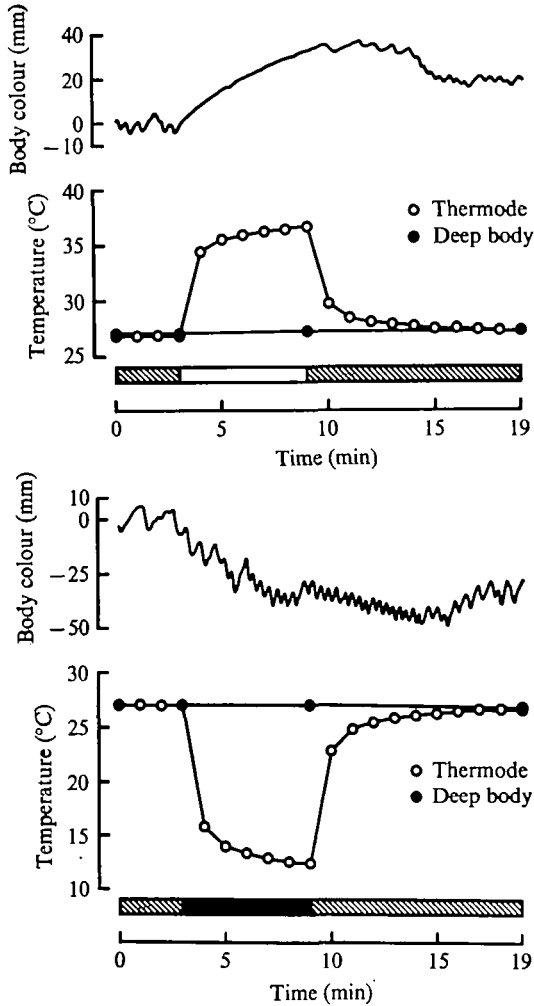 Body colour (mm)
40
20
0
−10
Temperature (°C)
40
35
30
25
Thermode
Deep body
0 5 10 15 19
Time (min)
Body colour (mm)
10
0
−25
−50
Temperature (°C)
30
25
20
15
10
Thermode
Deep body
0 5 10 15 19
Time (min)